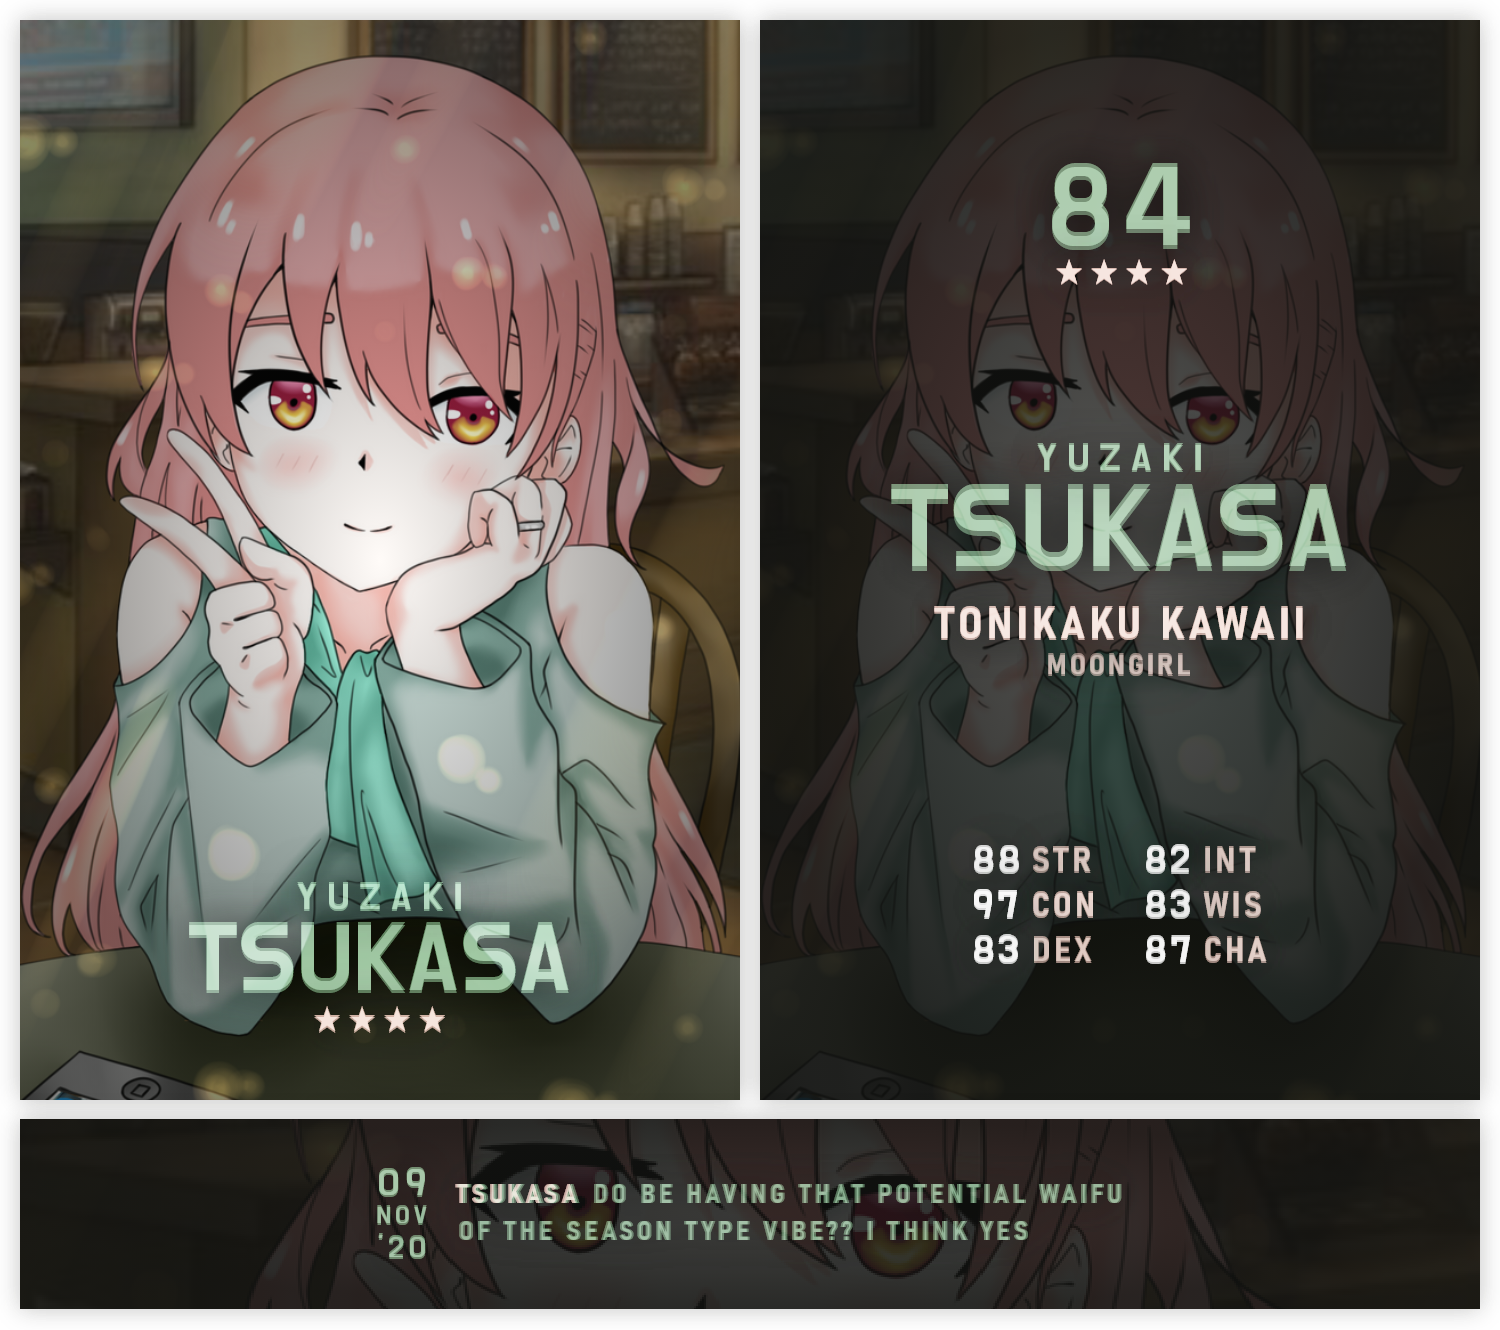 YUZAKI
TSUKASA
★★★★
84
★★★★
YUZAKI
TSUKASA
TONIKAKU KAWAII
MOONGIRL
88 STR 82 INT
97 CON 83 WIS
83 DEX 87 CHA
09
NOV
'20
TSUKASA DO BE HAVING THAT POTENTIAL WAIFU
OF THE SEASON TYPE VIBE?? I THINK YES